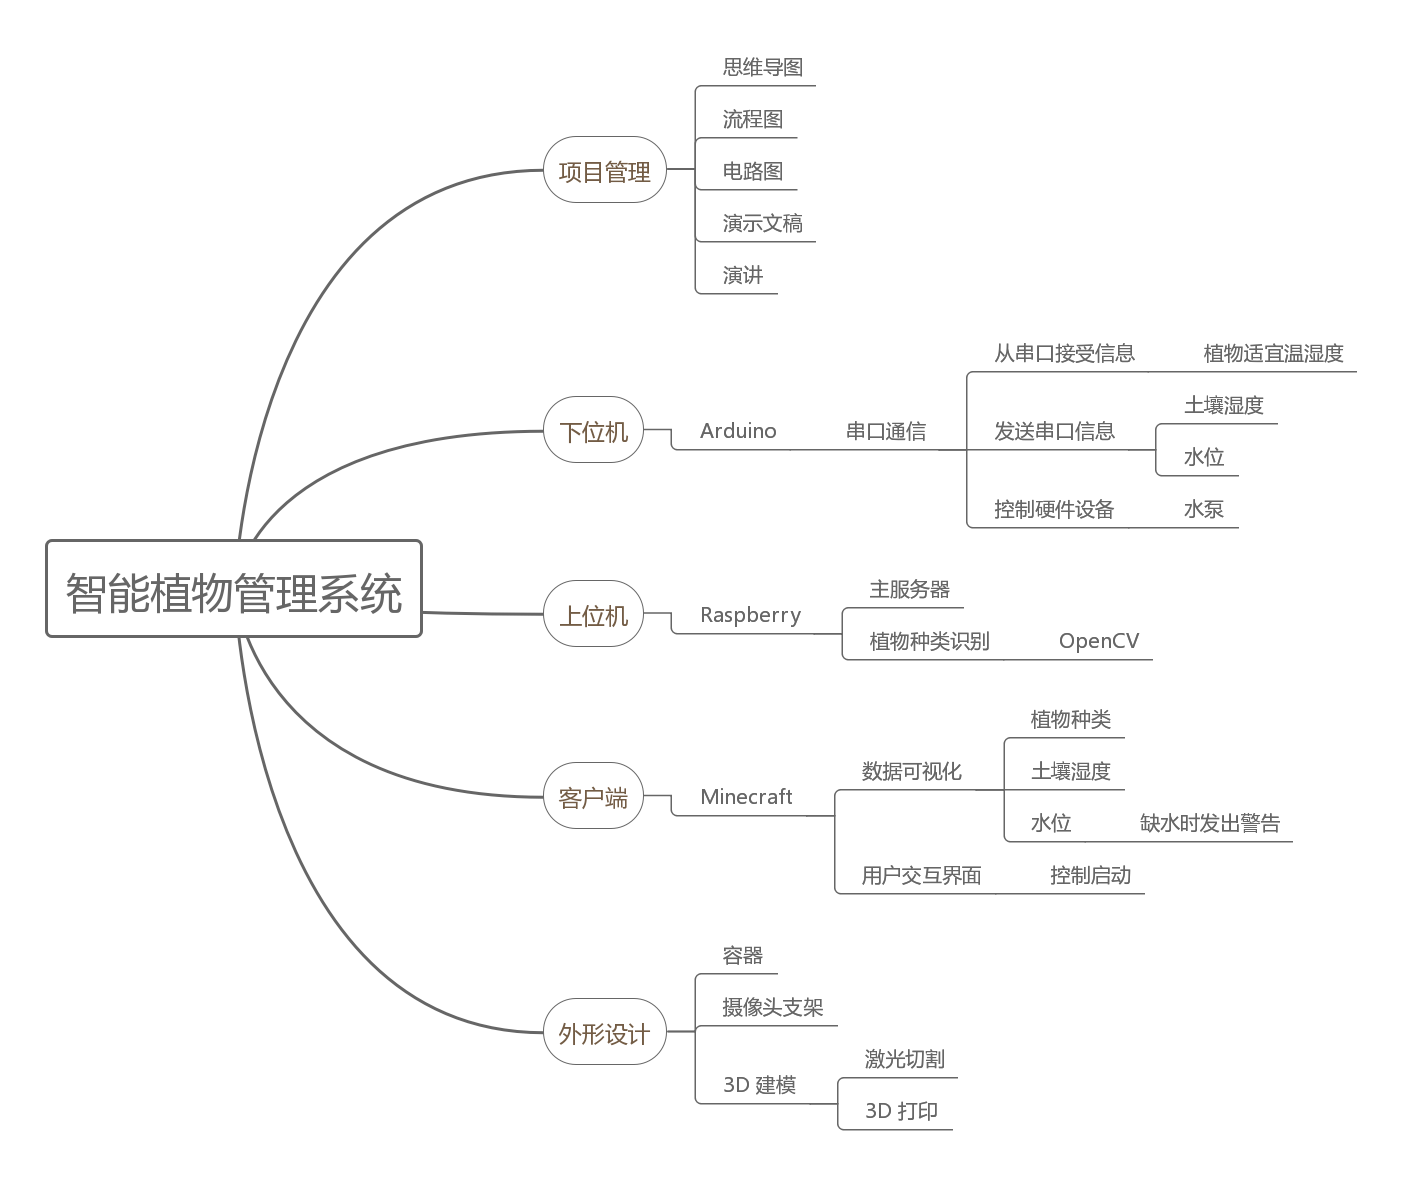 智能植物管理系统
项目管理
思维导图
流程图
电路图
演示文稿
演讲
下位机
Arduino
串口通信
从串口接受信息
植物适宜温湿度
发送串口信息
土壤湿度
水位
控制硬件设备
水泵
上位机
Raspberry
主服务器
植物种类识别
OpenCV
客户端
Minecraft
数据可视化
植物种类
土壤湿度
水位
缺水时发出警告
用户交互界面
控制启动
外形设计
容器
摄像头支架
3D 建模
激光切割
3D 打印